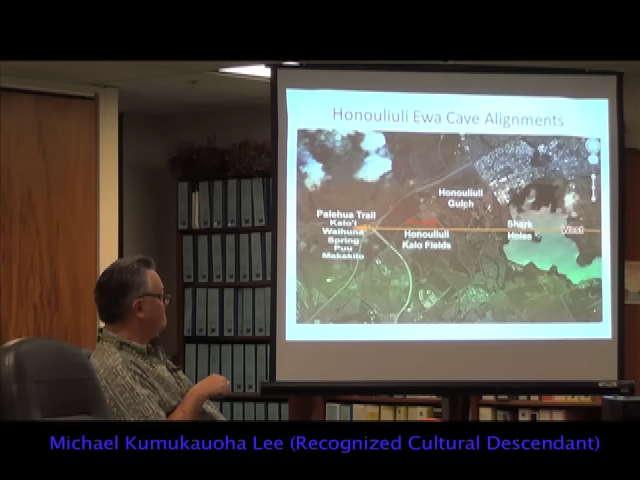 Honouliuli Ewa Cave Alignments
Honouliuli
Gulch
Palehua Trail
Kalo'i
Waihuna
Spring
Puu
Makakilo
Honouliuli
Kalo Fields
Shark
Holes
West
Michael Kumukauoha Lee (Recognized Cultural Descendant)